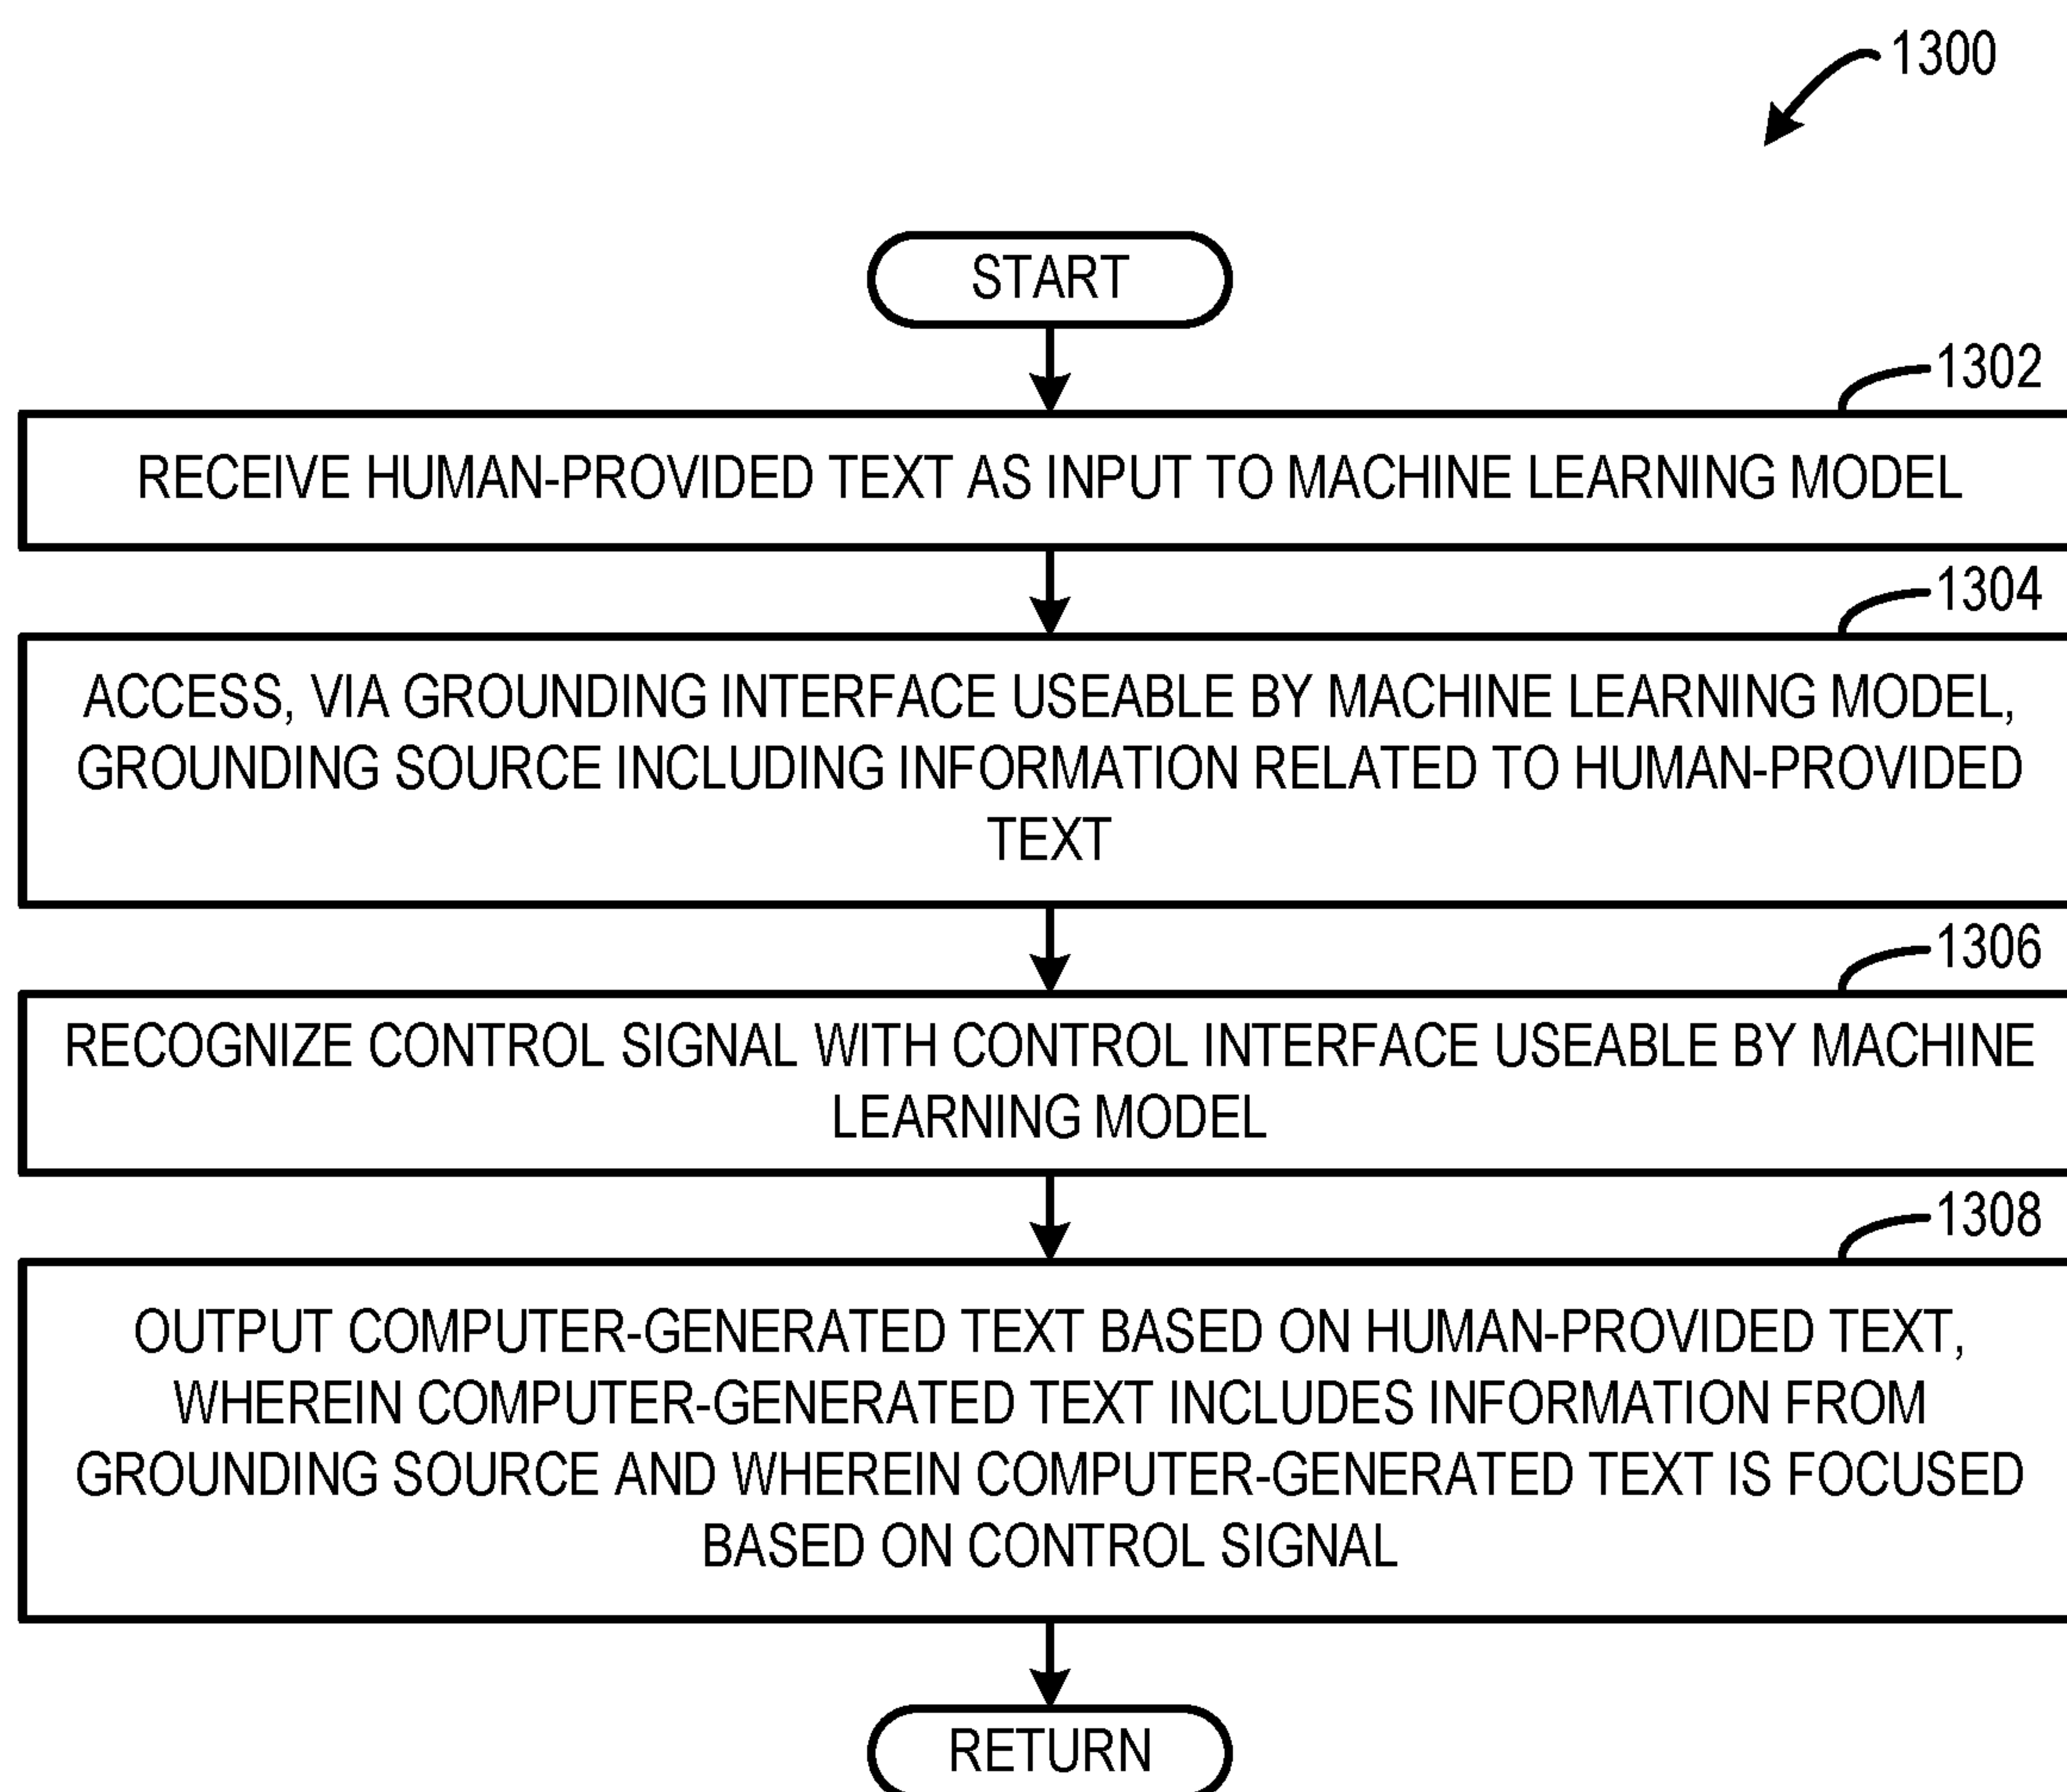 1300
START
1302
RECEIVE HUMAN-PROVIDED TEXT AS INPUT TO MACHINE LEARNING MODEL
1304
ACCESS, VIA GROUNDING INTERFACE USEABLE BY MACHINE LEARNING MODEL,
GROUNDING SOURCE INCLUDING INFORMATION RELATED TO HUMAN-PROVIDED
TEXT
1306
RECOGNIZE CONTROL SIGNAL WITH CONTROL INTERFACE USEABLE BY MACHINE
LEARNING MODEL
1308
OUTPUT COMPUTER-GENERATED TEXT BASED ON HUMAN-PROVIDED TEXT,
WHEREIN COMPUTER-GENERATED TEXT INCLUDES INFORMATION FROM
GROUNDING SOURCE AND WHEREIN COMPUTER-GENERATED TEXT IS FOCUSED
BASED ON CONTROL SIGNAL
RETURN